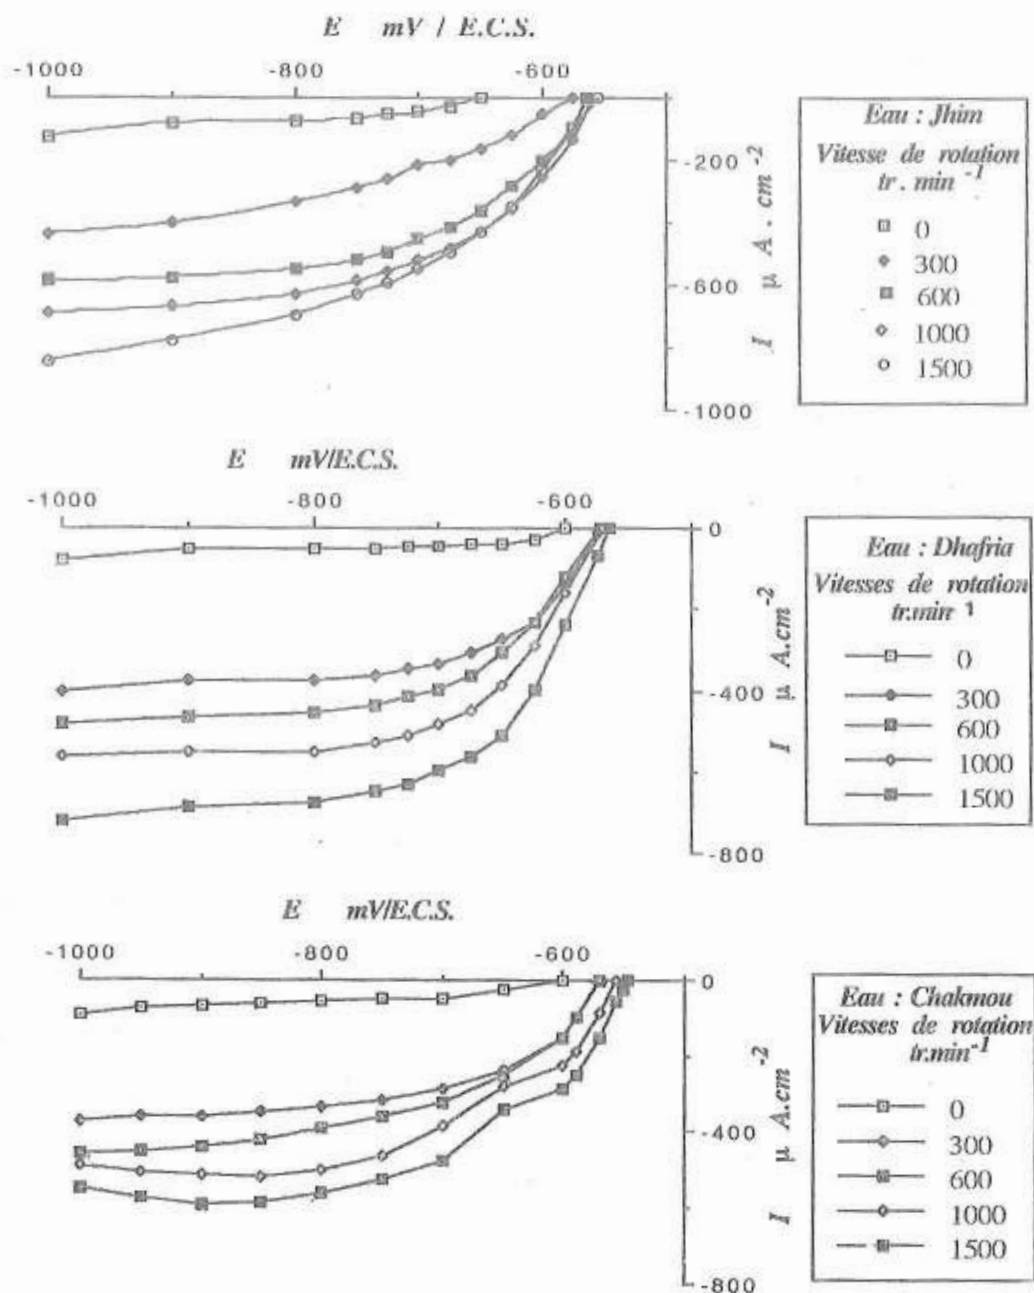 E mV / E.C.S.
-1000 -800 -600
-200
-600
-1000
I μ A . cm -2
Eau : Jhim
Vitesse de rotation
tr . min -1
0
300
600
1000
1500
E mV/E.C.S.
-1000 -800 -600
0
-400
-800
I μ A.cm -2
Eau : Dhafria
Vitesses de rotation
tr.min 1
0
300
600
1000
1500
E mV/E.C.S.
-1000 -800 -600
0
-400
-800
I μ A.cm -2
Eau : Chakmou
Vitesses de rotation
tr.min-1
0
300
600
1000
1500